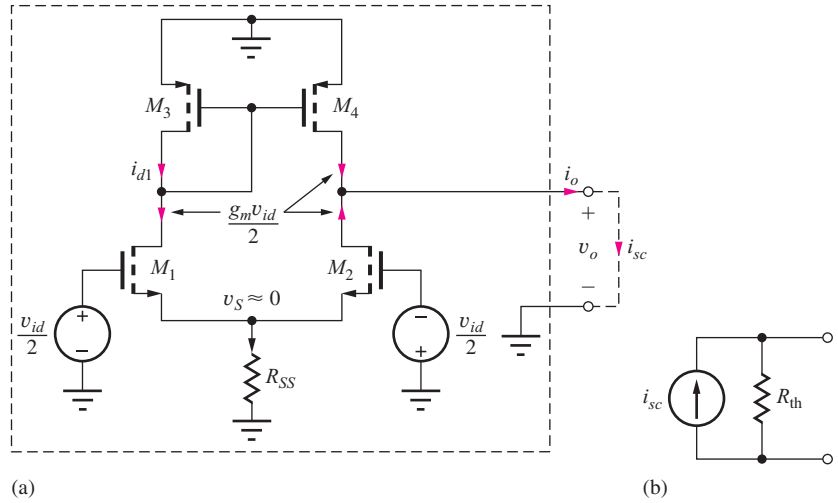 M3
M4
id1
io
gmvid
2
+
vo
−
isc
M1
M2
vS ≈ 0
vid
2
+
−
−
+
vid
2
RSS
isc
Rth
(a)
(b)